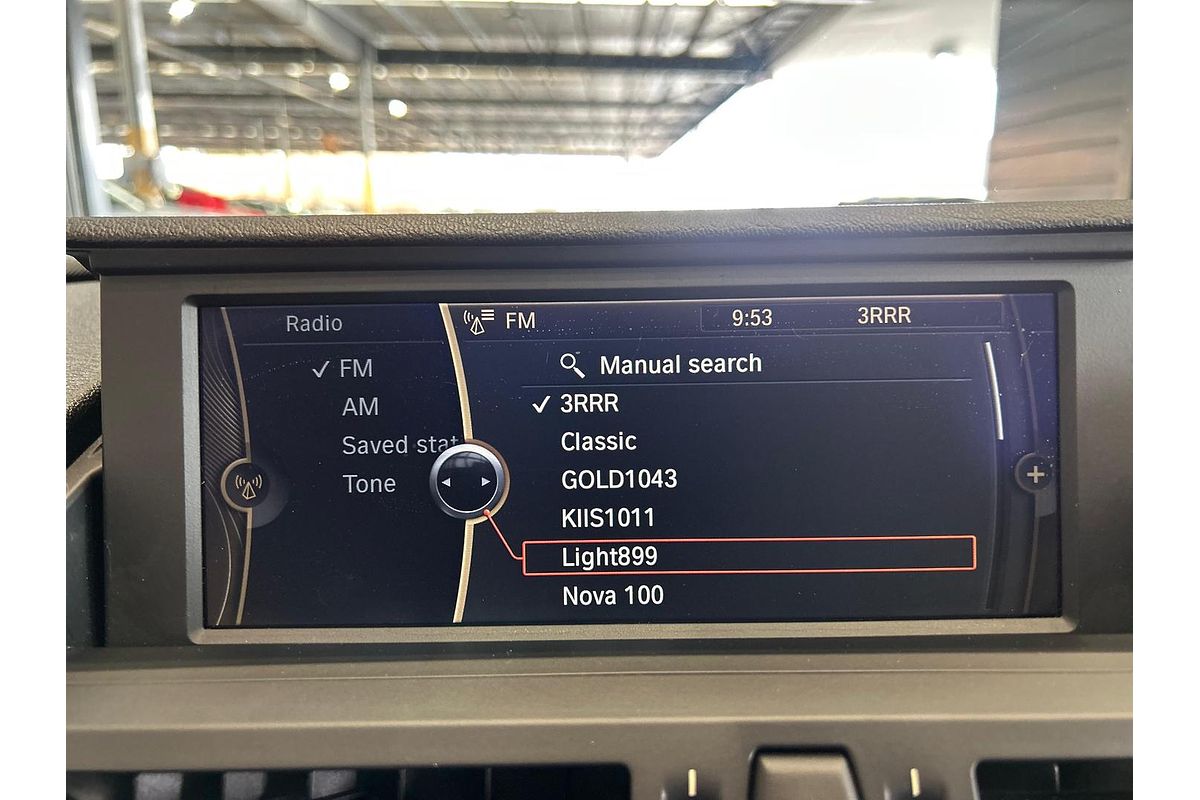 Radio
FM
AM
Saved stat
Tone
FM 9:53 3RRR
Manual search
3RRR
Classic
GOLD1043
KIIS1011
Light899
Nova 100